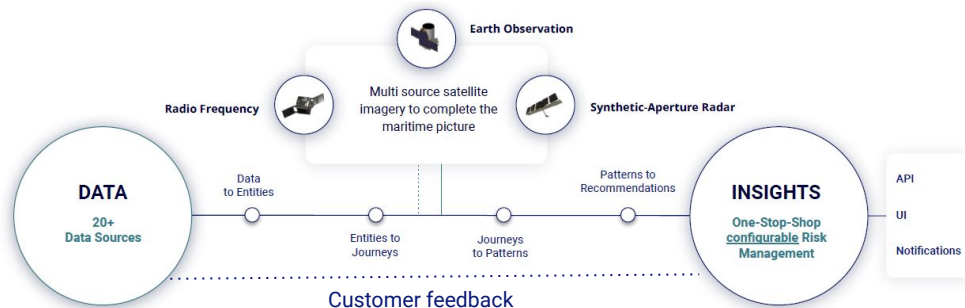 Earth Observation
Radio Frequency
Multi source satellite
imagery to complete the
maritime picture
Synthetic-Aperture Radar
DATA
20+
Data Sources
Data
to Entities
Entities to
Journeys
Journeys
to Patterns
Patterns to
Recommendations
INSIGHTS
One-Stop-Shop
configurable Risk
Management
API
UI
Notifications
Customer feedback